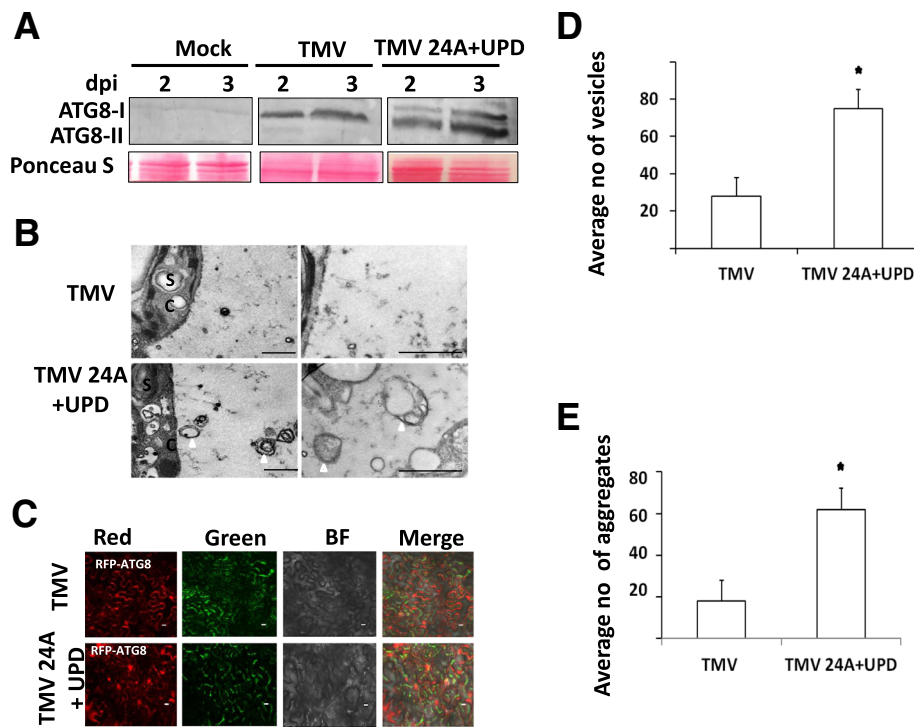 A
Mock TMV TMV 24A+UPD
dpi 2 3 2 3 2 3
ATG8-I
ATG8-II
Ponceau S
B
TMV
S
C
TMV 24A
+UPD
S
C
C
Red Green BF Merge
TMV
RFP-ATG8
TMV 24A
+ UPD
RFP-ATG8
D
Average no of vesicles
80
60
40
20
*
TMV TMV 24A+UPD
E
Average no of aggregates
80
60
40
20
*
TMV TMV 24A+UPD